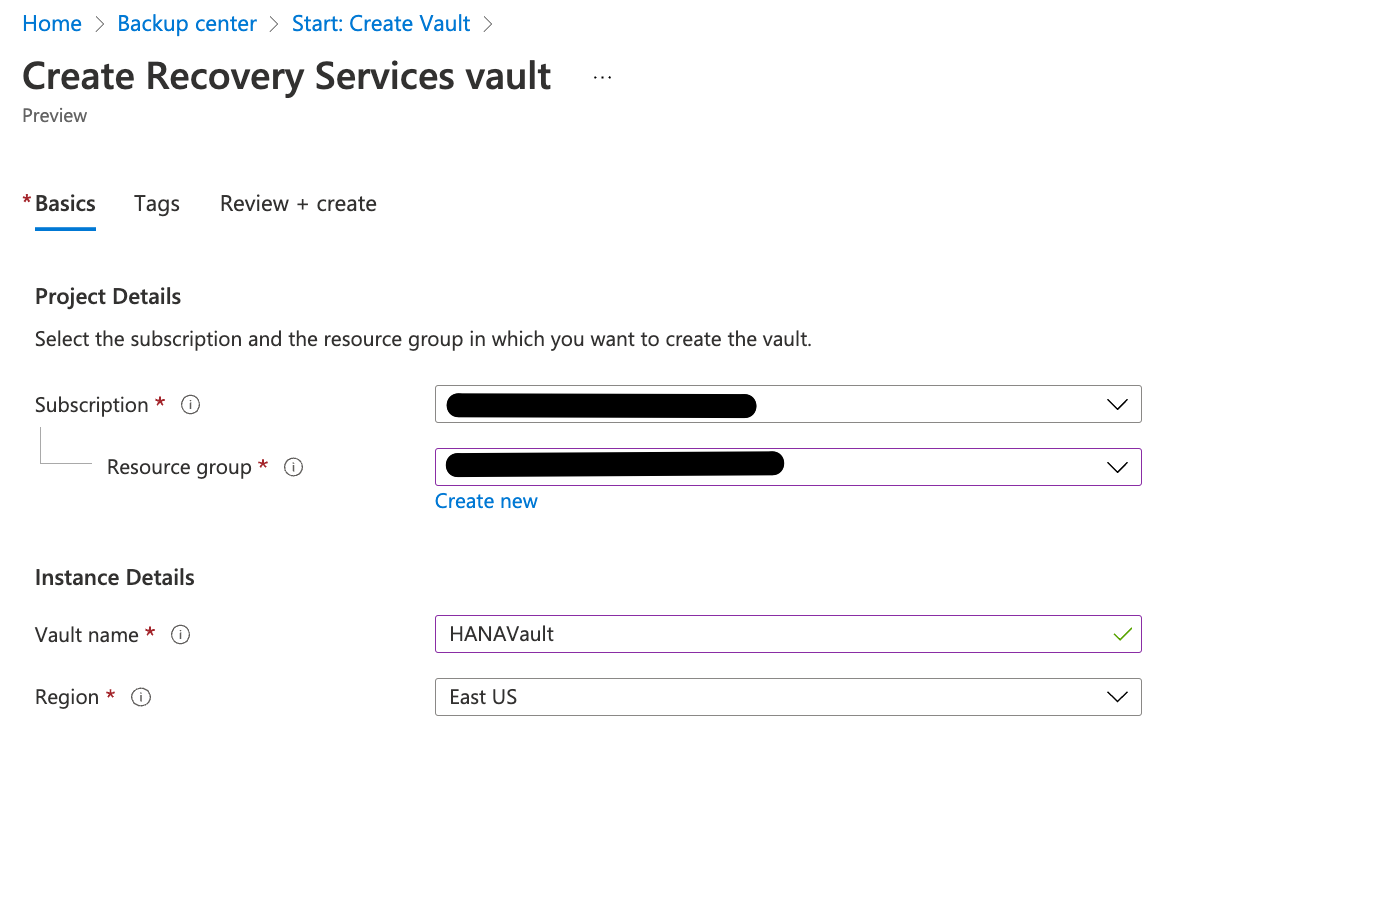 Home > Backup center > Start: Create Vault >
Create Recovery Services vault ...
Preview
* Basics Tags Review + create
Project Details
Select the subscription and the resource group in which you want to create the vault.
Subscription *
Resource group *
Create new
Instance Details
Vault name * HANAVault
Region * East US